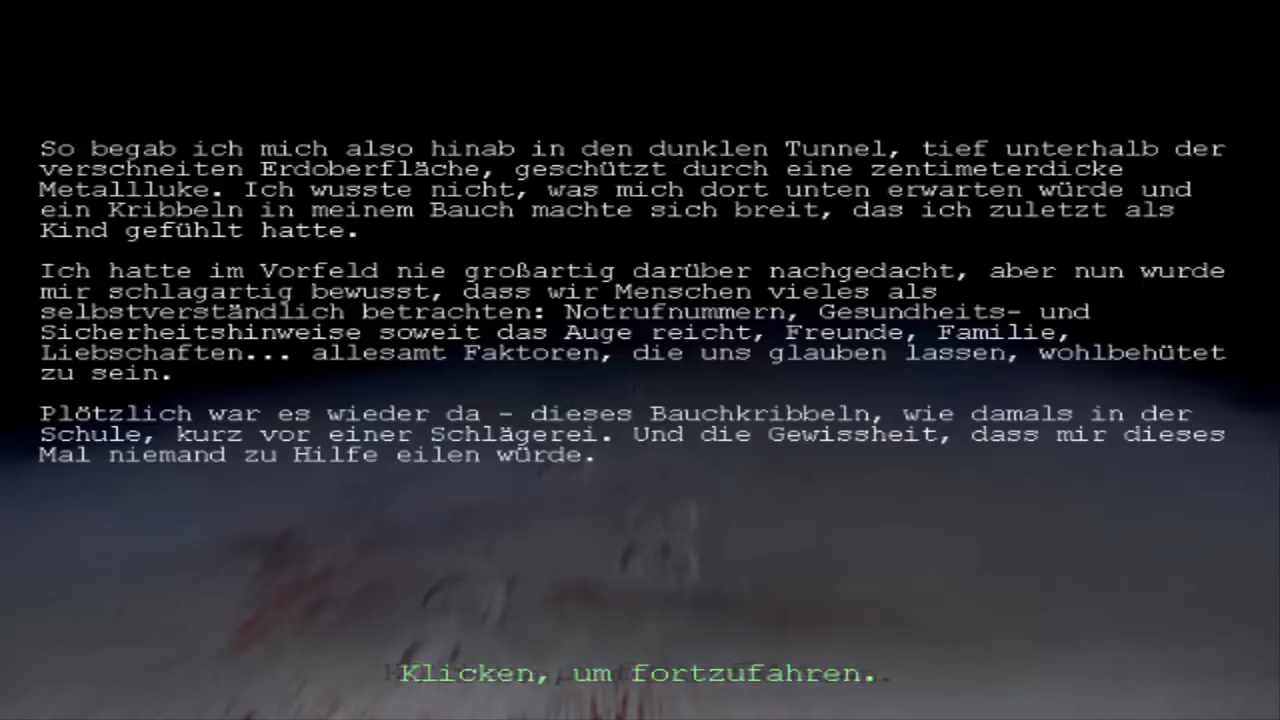 So begab ich mich also hinab in den dunklen Tunnel, tief unterhalb der
verschneiten Erdoberfläche, geschützt durch eine zentimeterdicke
Metallluke. Ich wusste nicht, was mich dort unten erwarten würde und
ein Kribbeln in meinem Bauch machte sich breit, das ich zuletzt als
Kind gefühlt hatte.
Ich hatte im Vorfeld nie großartig darüber nachgedacht, aber nun wurde
mir schlagartig bewusst, dass wir Menschen vieles als
selbstverständlich betrachten: Notrufnummern, Gesundheits- und
Sicherheitshinweise soweit das Auge reicht, Freunde, Familie,
Liebschaften... allesamt Faktoren, die uns glauben lassen, wohlbehütet
zu sein.
Plötzlich war es wieder da - dieses Bauchkribbeln, wie damals in der
Schule, kurz vor einer Schlägerei. Und die Gewissheit, dass mir dieses
Mal niemand zu Hilfe eilen würde.
Klicken, um fortzufahren.